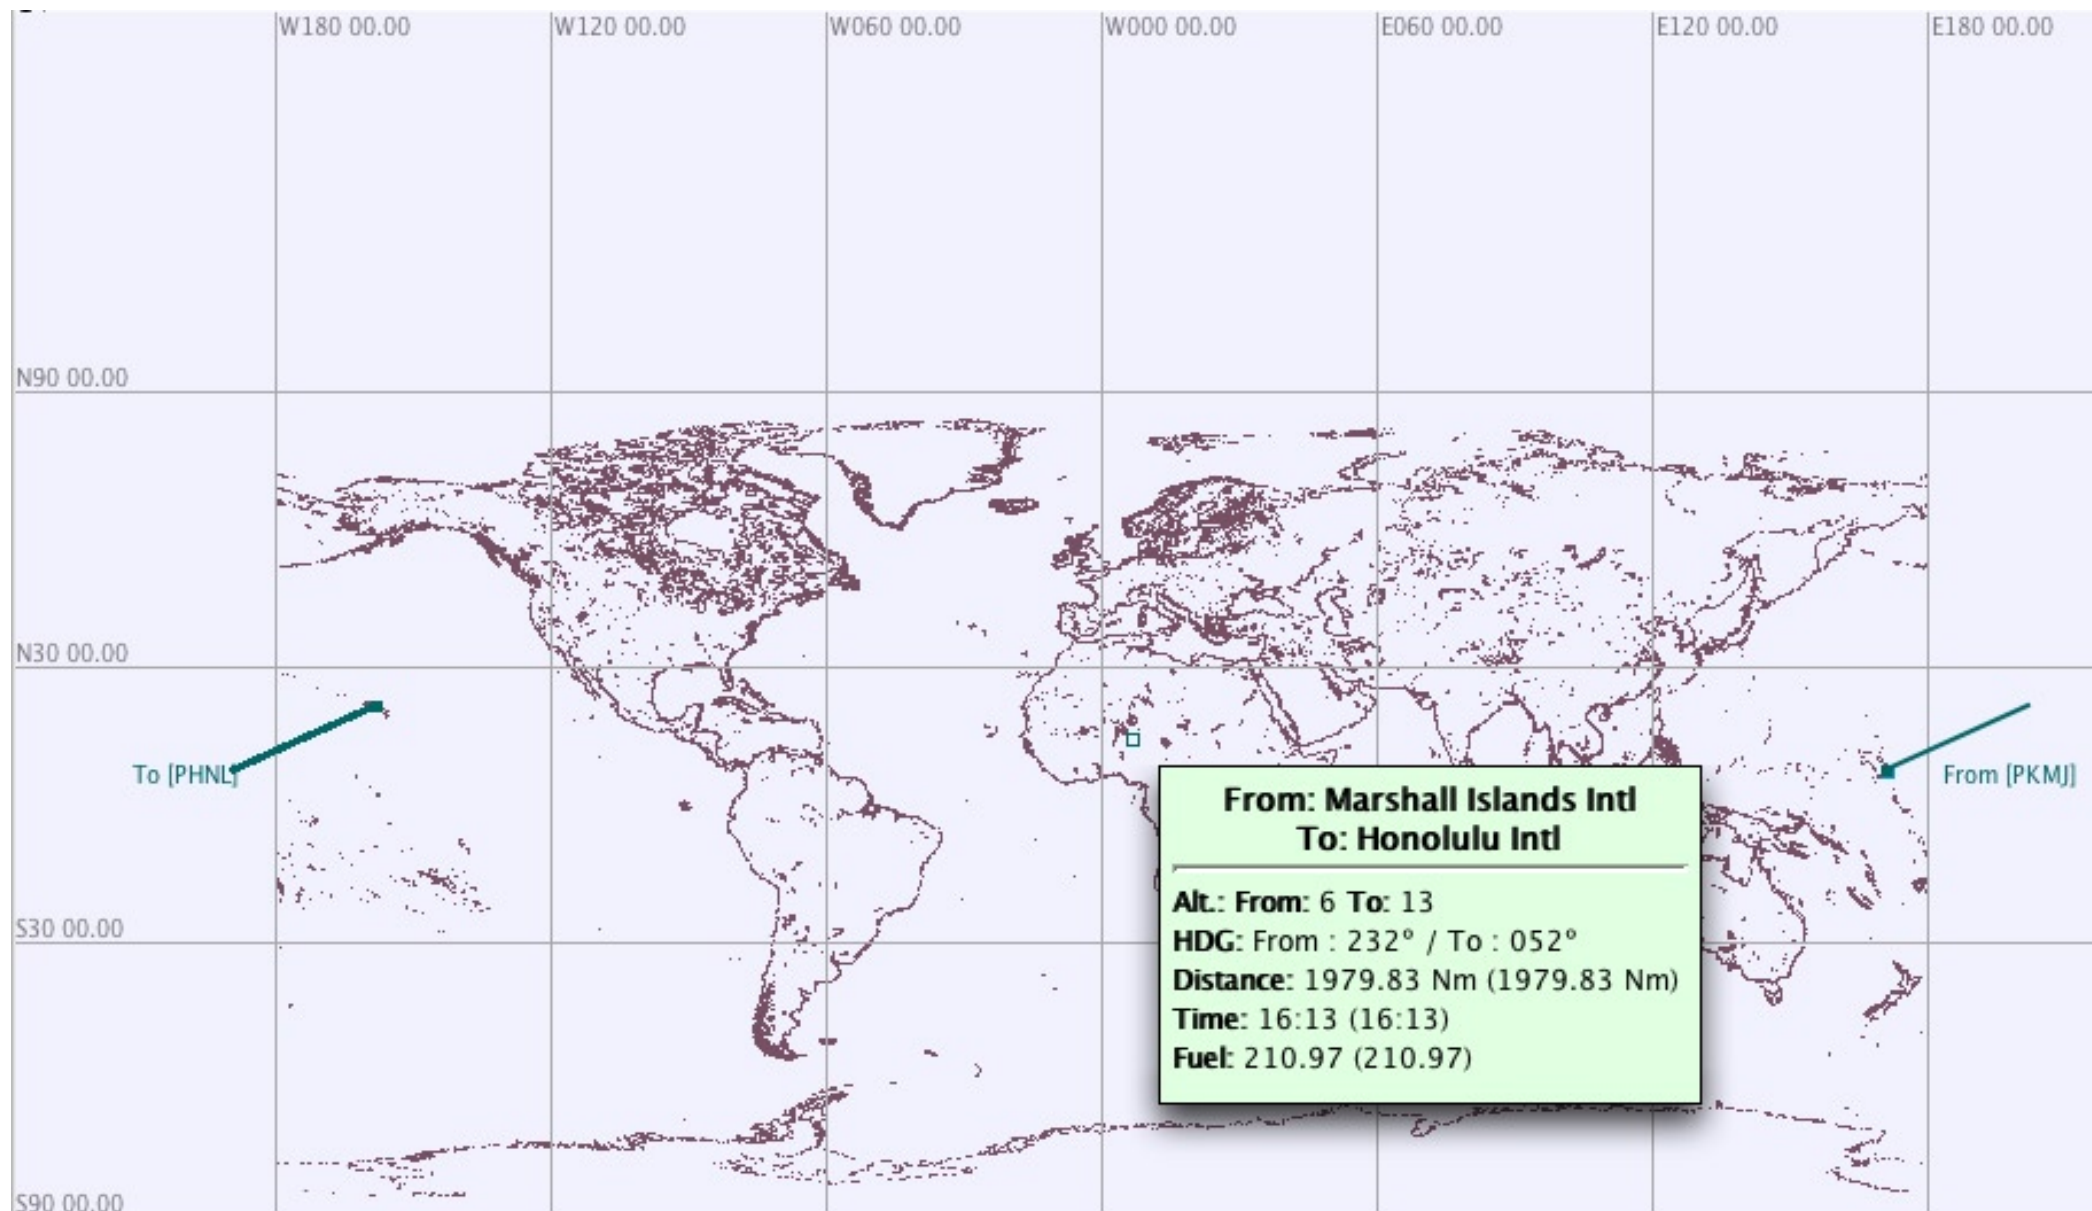 W180 00.00 W120 00.00 W060 00.00 W000 00.00 E060 00.00 E120 00.00 E180 00.00
N90 00.00
N30 00.00
To [PHNL]
From [PKMJ]
From: Marshall Islands Intl
To: Honolulu Intl
Alt.: From: 6 To: 13
HDG: From : 232° / To : 052°
Distance: 1979.83 Nm (1979.83 Nm)
Time: 16:13 (16:13)
Fuel: 210.97 (210.97)
S30 00.00
S90 00.00